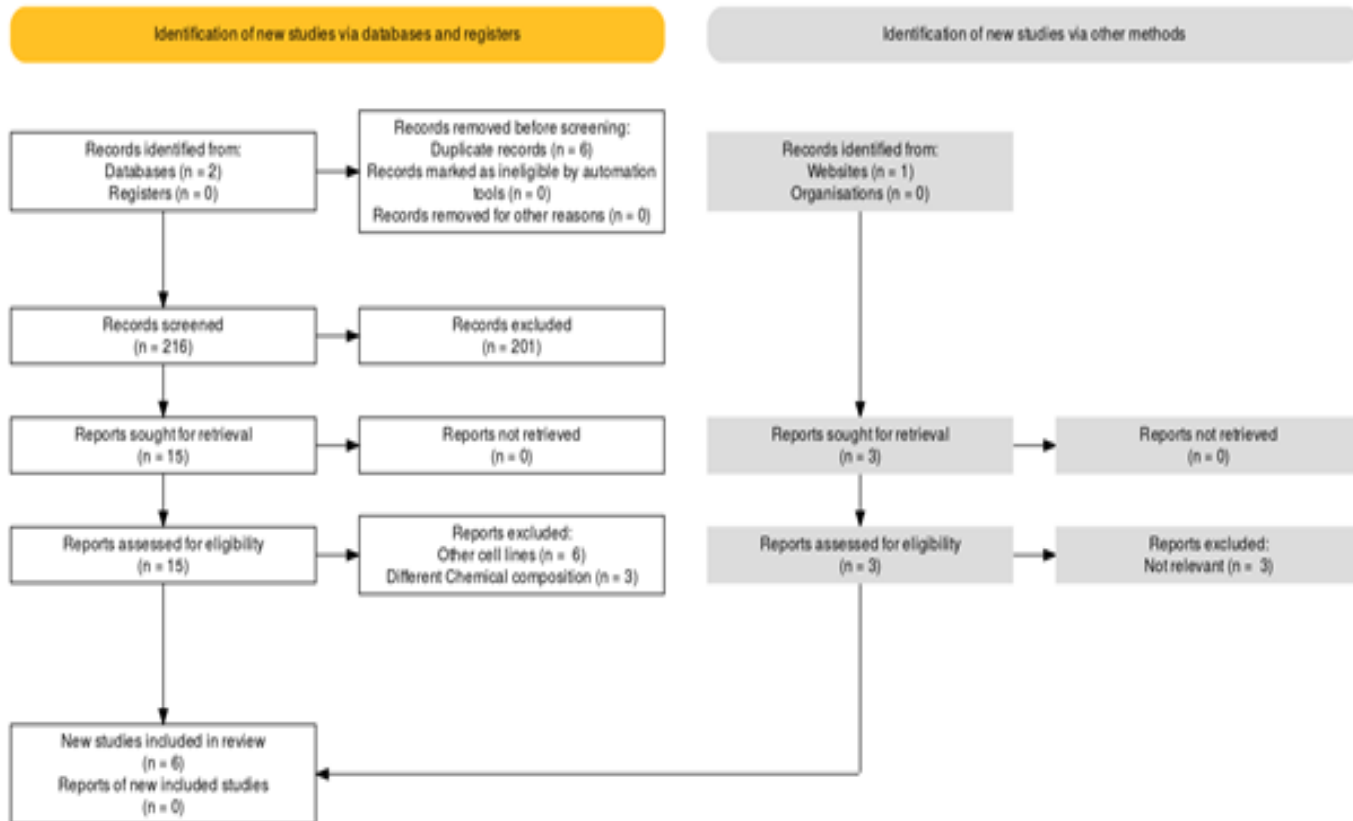 Identification of new studies via databases and registers
Identification of new studies via other methods
Records identified from:
Databases (n = 2)
Registers (n = 0)
Records removed before screening:
Duplicate records (n = 6)
Records marked as ineligible by automation
tools (n = 0)
Records removed for other reasons (n = 0)
Records identified from:
Websites (n = 1)
Organisations (n = 0)
Records screened
(n = 216)
Records excluded
(n = 201)
Reports sought for retrieval
(n = 15)
Reports not retrieved
(n = 0)
Reports sought for retrieval
(n = 3)
Reports not retrieved
(n = 0)
Reports assessed for eligibility
(n = 15)
Reports excluded:
Other cell lines (n = 6)
Different Chemical composition (n = 3)
Reports assessed for eligibility
(n = 3)
Reports excluded:
Not relevant (n = 3)
New studies included in review
(n = 6)
Reports of new included studies
(n = 0)